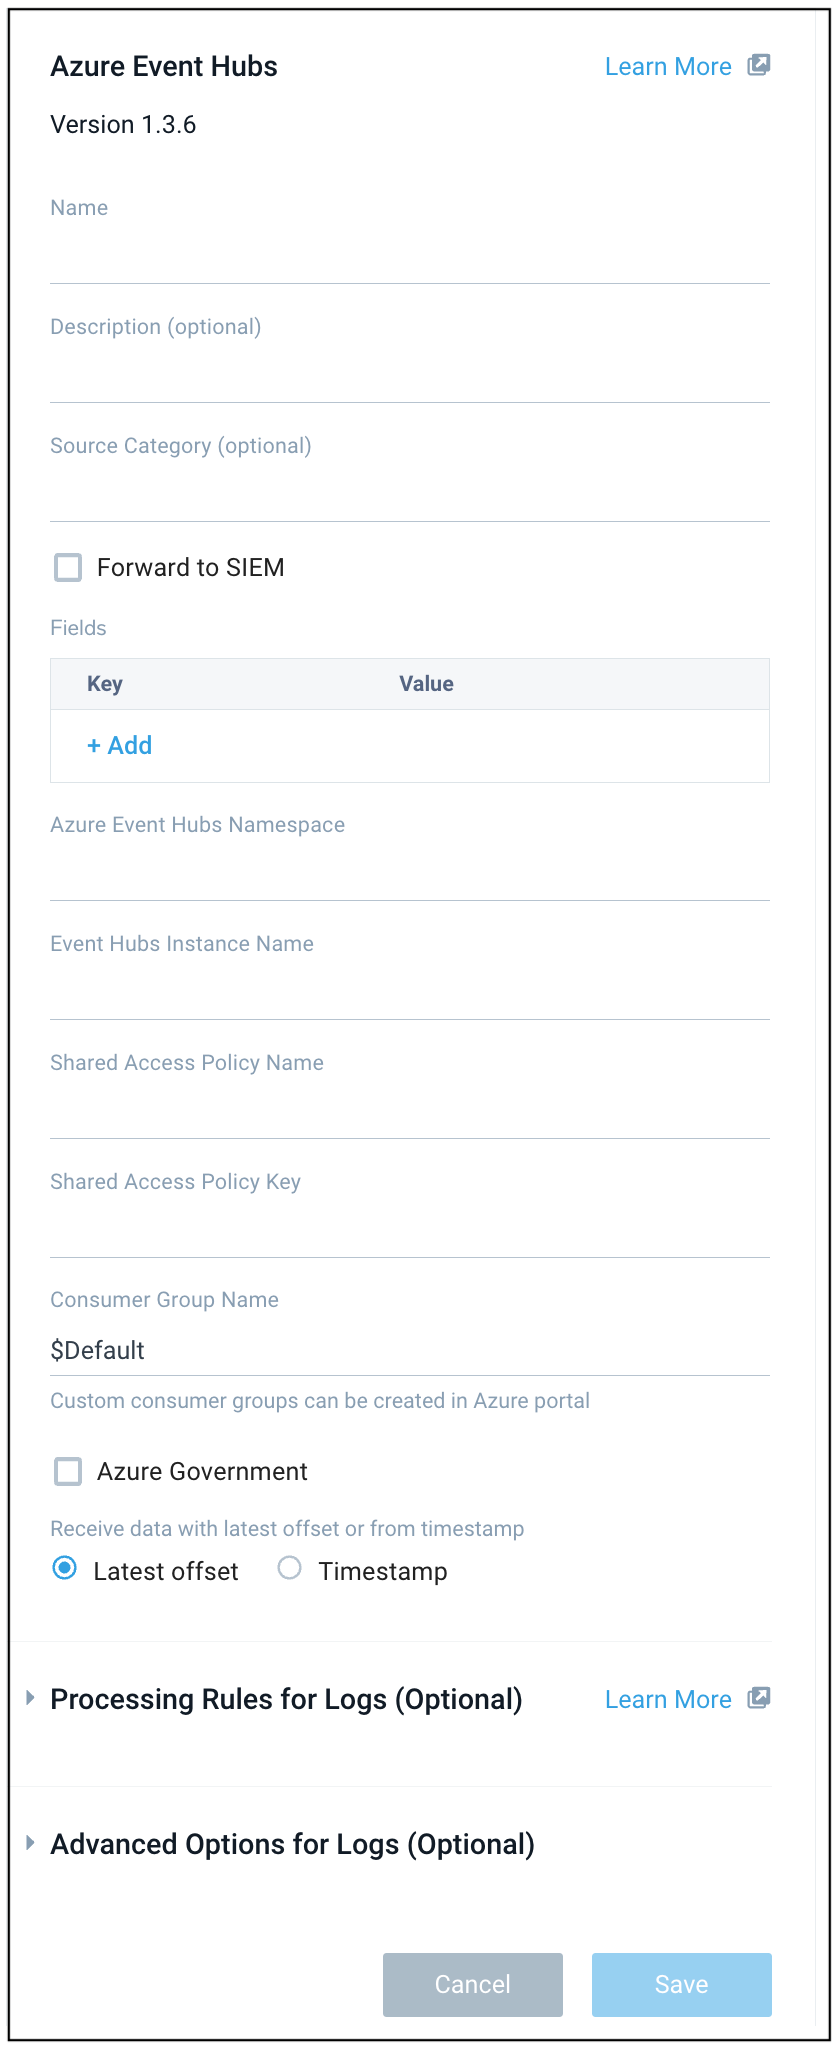 Azure Event Hubs Learn More
Version 1.3.6
Name
Description (optional)
Source Category (optional)
Forward to SIEM
Fields
Key Value
+ Add
Azure Event Hubs Namespace
Event Hubs Instance Name
Shared Access Policy Name
Shared Access Policy Key
Consumer Group Name
$Default
Custom consumer groups can be created in Azure portal
Azure Government
Receive data with latest offset or from timestamp
Latest offset Timestamp
Processing Rules for Logs (Optional) Learn More
Advanced Options for Logs (Optional)
Cancel Save